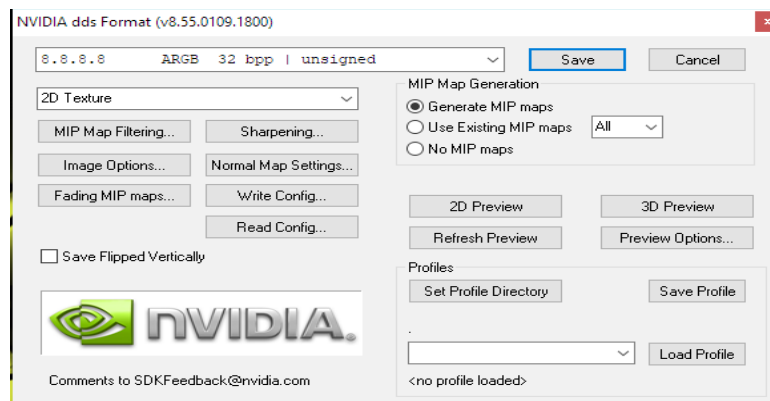 NVIDIA dds Format (v8.55.0109.1800)
8.8.8.8 ARGB 32 bpp | unsigned
Save
Cancel
2D Texture
MIP Map Generation
Generate MIP maps
Use Existing MIP maps
All
No MIP maps
MIP Map Filtering...
Sharpening...
Image Options...
Normal Map Settings...
Fading MIP maps...
Write Config...
Read Config...
2D Preview
3D Preview
Refresh Preview
Preview Options...
Save Flipped Vertically
Profiles
Set Profile Directory
Save Profile
.
Load Profile
<no profile loaded>
nVIDIA.
Comments to SDKFeedback@nvidia.com